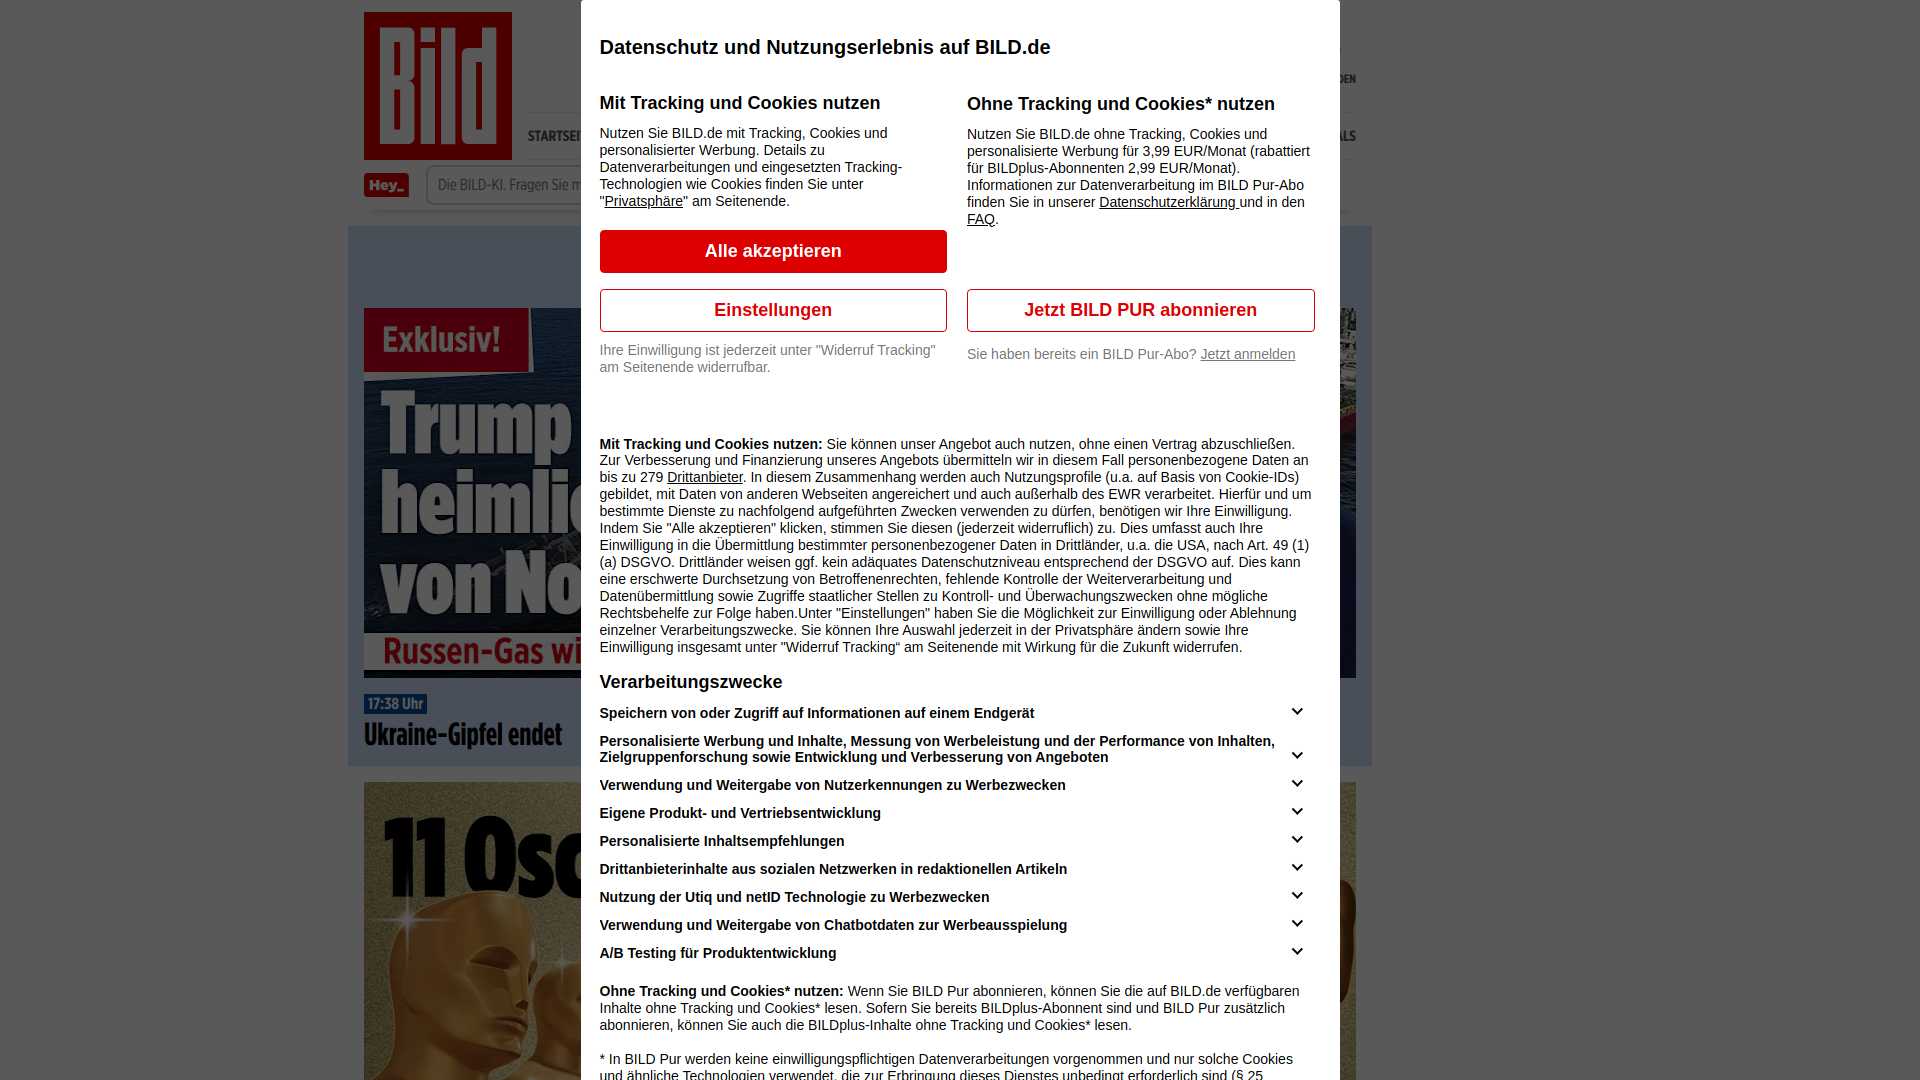 Bild
DEN
STARTSEI
ALS
Hey_
Die BILD-KI. Fragen Sie m
Exklusiv!
Trump
heimlic
von No
Russen-Gas wi
17:38 Uhr
Ukraine-Gipfel endet
11 Osc
Datenschutz und Nutzungserlebnis auf BILD.de
Mit Tracking und Cookies nutzen
Nutzen Sie BILD.de mit Tracking, Cookies und
personalisierter Werbung. Details zu
Datenverarbeitungen und eingesetzten Tracking-
Technologien wie Cookies finden Sie unter
"Privatsphäre" am Seitenende.
Alle akzeptieren
Einstellungen
Ihre Einwilligung ist jederzeit unter "Widerruf Tracking"
am Seitenende widerrufbar.
Ohne Tracking und Cookies* nutzen
Nutzen Sie BILD.de ohne Tracking, Cookies und
personalisierte Werbung für 3,99 EUR/Monat (rabattiert
für BILDplus-Abonnenten 2,99 EUR/Monat).
Informationen zur Datenverarbeitung im BILD Pur-Abo
finden Sie in unserer Datenschutzerklärung und in den
FAQ.
Jetzt BILD PUR abonnieren
Sie haben bereits ein BILD Pur-Abo? Jetzt anmelden
Mit Tracking und Cookies nutzen: Sie können unser Angebot auch nutzen, ohne einen Vertrag abzuschließen.
Zur Verbesserung und Finanzierung unseres Angebots übermitteln wir in diesem Fall personenbezogene Daten an
bis zu 279 Drittanbieter. In diesem Zusammenhang werden auch Nutzungsprofile (u.a. auf Basis von Cookie-IDs)
gebildet, mit Daten von anderen Webseiten angereichert und auch außerhalb des EWR verarbeitet. Hierfür und um
bestimmte Dienste zu nachfolgend aufgeführten Zwecken verwenden zu dürfen, benötigen wir Ihre Einwilligung.
Indem Sie "Alle akzeptieren" klicken, stimmen Sie diesen (jederzeit widerruflich) zu. Dies umfasst auch Ihre
Einwilligung in die Übermittlung bestimmter personenbezogener Daten in Drittländer, u.a. die USA, nach Art. 49 (1)
(a) DSGVO. Drittländer weisen ggf. kein adäquates Datenschutzniveau entsprechend der DSGVO auf. Dies kann
eine erschwerte Durchsetzung von Betroffenenrechten, fehlende Kontrolle der Weiterverarbeitung und
Datenübermittlung sowie Zugriffe staatlicher Stellen zu Kontroll- und Überwachungszwecken ohne mögliche
Rechtsbehelfe zur Folge haben.Unter "Einstellungen" haben Sie die Möglichkeit zur Einwilligung oder Ablehnung
einzelner Verarbeitungszwecke. Sie können Ihre Auswahl jederzeit in der Privatsphäre ändern sowie Ihre
Einwilligung insgesamt unter "Widerruf Tracking“ am Seitenende mit Wirkung für die Zukunft widerrufen.
Verarbeitungszwecke
Speichern von oder Zugriff auf Informationen auf einem Endgerät
Personalisierte Werbung und Inhalte, Messung von Werbeleistung und der Performance von Inhalten,
Zielgruppenforschung sowie Entwicklung und Verbesserung von Angeboten
Verwendung und Weitergabe von Nutzerkennungen zu Werbezwecken
Eigene Produkt- und Vertriebsentwicklung
Personalisierte Inhaltsempfehlungen
Drittanbieterinhalte aus sozialen Netzwerken in redaktionellen Artikeln
Nutzung der Utiq und netID Technologie zu Werbezwecken
Verwendung und Weitergabe von Chatbotdaten zur Werbeausspielung
A/B Testing für Produktentwicklung
Ohne Tracking und Cookies* nutzen: Wenn Sie BILD Pur abonnieren, können Sie die auf BILD.de verfügbaren
Inhalte ohne Tracking und Cookies* lesen. Sofern Sie bereits BILDplus-Abonnent sind und BILD Pur zusätzlich
abonnieren, können Sie auch die BILDplus-Inhalte ohne Tracking und Cookies* lesen.
* In BILD Pur werden keine einwilligungspflichtigen Datenverarbeitungen vorgenommen und nur solche Cookies
und ähnliche Technologien verwendet, die zur Erbringung dieses Dienstes unbedingt erforderlich sind (§ 25